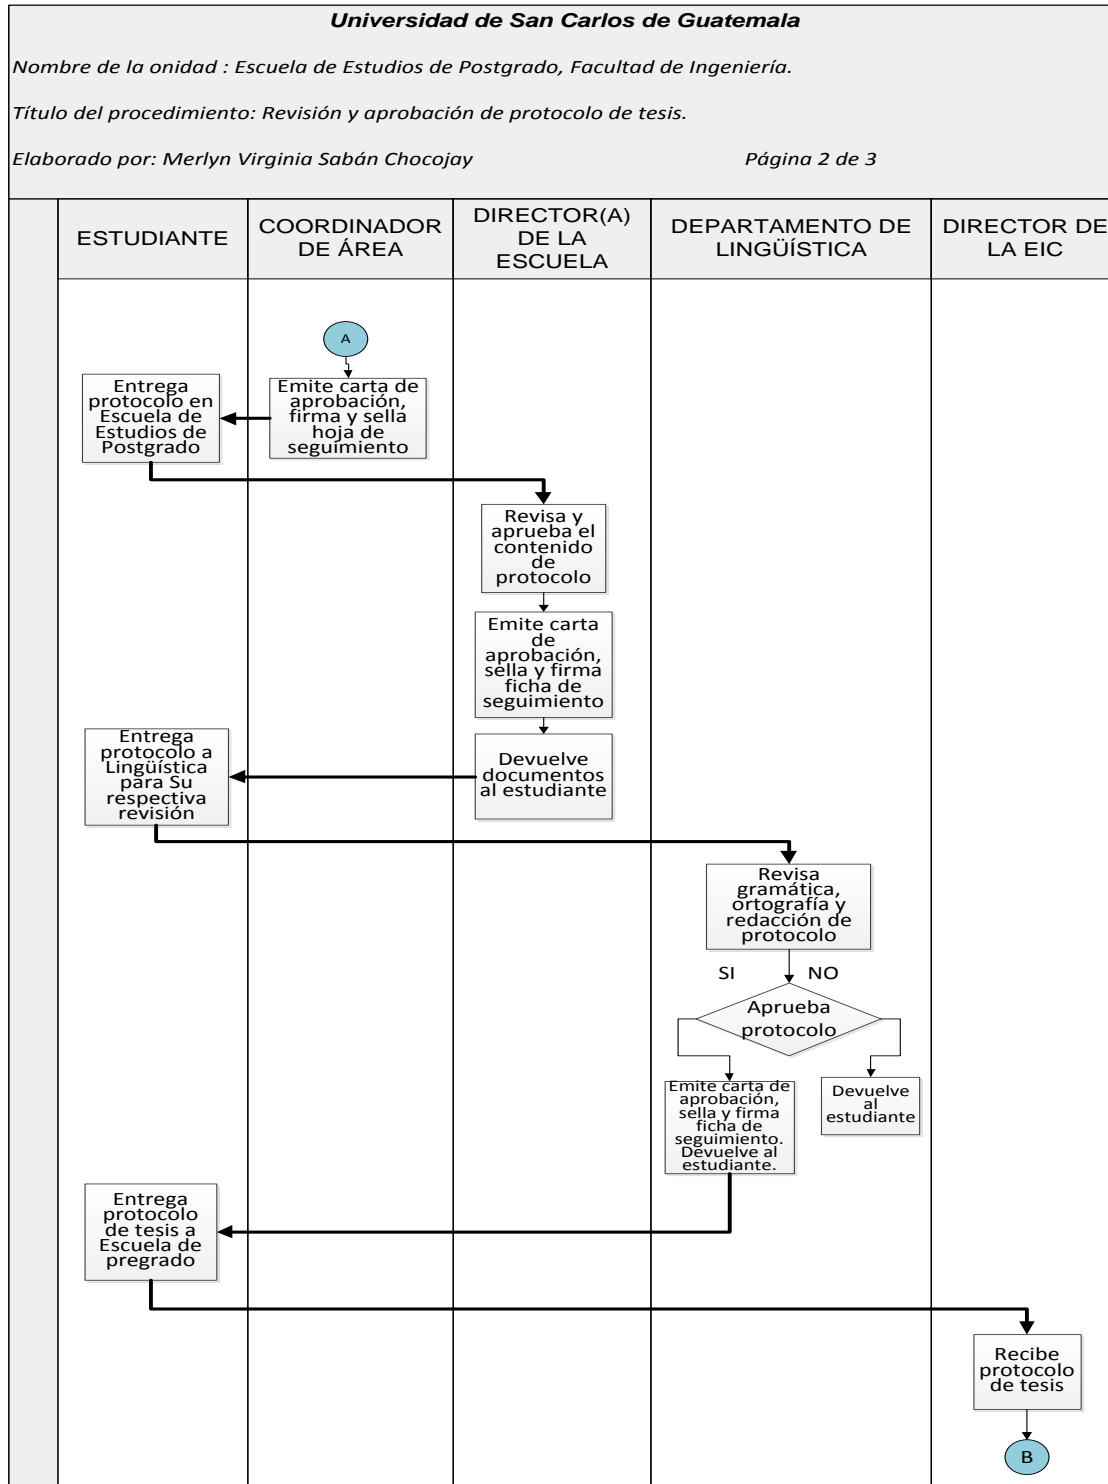 Universidad de San Carlos de Guatemala
Nombre de la onidad : Escuela de Estudios de Postgrado, Facultad de Ingeniería.
Título del procedimiento: Revisión y aprobación de protocolo de tesis.
Elaborado por: Merlyn Virginia Sabán Chocojay Página 2 de 3
ESTUDIANTE
COORDINADOR
DE ÁREA
DIRECTOR(A)
DE LA
ESCUELA
DEPARTAMENTO DE
LINGÜÍSTICA
DIRECTOR DE
LA EIC
A
Emite carta de
aprobación,
firma y sella
hoja de
seguimiento
Entrega
protocolo en
Escuela de
Estudios de
Postgrado
Revisa y
aprueba el
contenido
de
protocolo
Emite carta
de
aprobación,
sella y firma
ficha de
seguimiento
Devuelve
documentos
al estudiante
Entrega
protocolo a
Lingüística
para Su
respectiva
revisión
Revisa
gramática,
ortografía y
redacción de
protocolo
SI NO
Aprueba
protocolo
Emite carta de
aprobación,
sella y firma
ficha de
seguimiento.
Devuelve al
estudiante.
Devuelve
al
estudiante
Entrega
protocolo
de tesis a
Escuela de
pregrado
Recibe
protocolo
de tesis
B